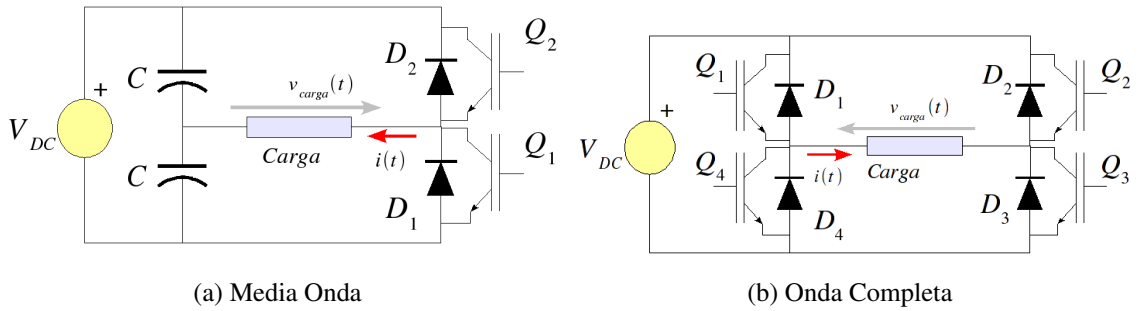 C
D₂
Q₂
v_carga(t)
+
V_DC
Carga
i(t)
C
D₁
Q₁
(a) Media Onda
Q₁
D₁
D₂
Q₂
v_carga(t)
+
V_DC
Q₄
i(t)
Carga
Q₃
D₄
D₃
(b) Onda Completa